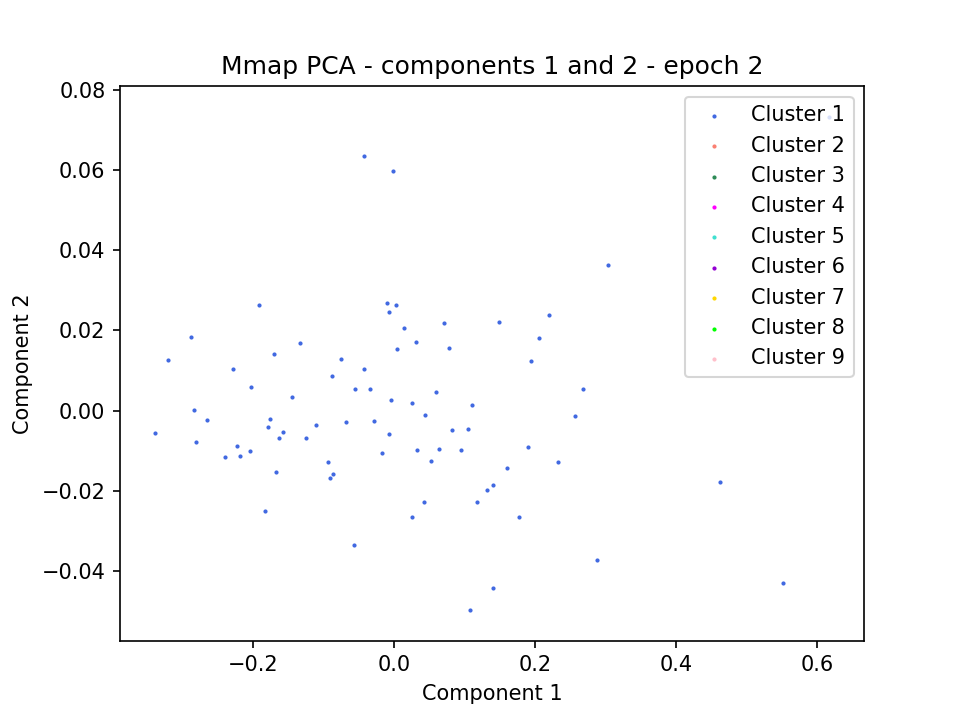 Mmap PCA - components 1 and 2 - epoch 2
0.08
0.06
0.04
0.02
0.00
−0.02
−0.04
Component 2
Cluster 1
Cluster 2
Cluster 3
Cluster 4
Cluster 5
Cluster 6
Cluster 7
Cluster 8
Cluster 9
−0.2 0.0 0.2 0.4 0.6
Component 1